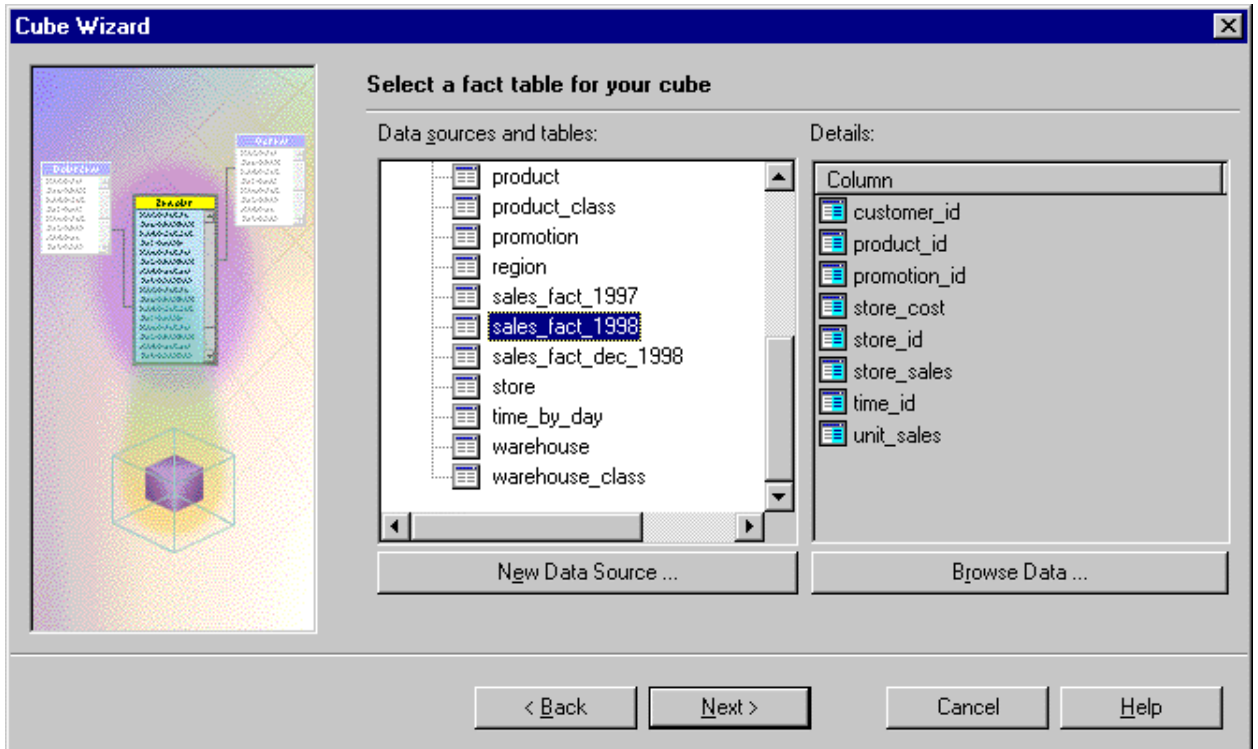 Cube Wizard
Select a fact table for your cube
Data sources and tables:
product
product_class
promotion
region
sales_fact_1997
sales_fact_1998
sales_fact_dec_1998
store
time_by_day
warehouse
warehouse_class
New Data Source ...
Details:
Column
customer_id
product_id
promotion_id
store_cost
store_id
store_sales
time_id
unit_sales
Browse Data ...
< Back
Next >
Cancel
Help